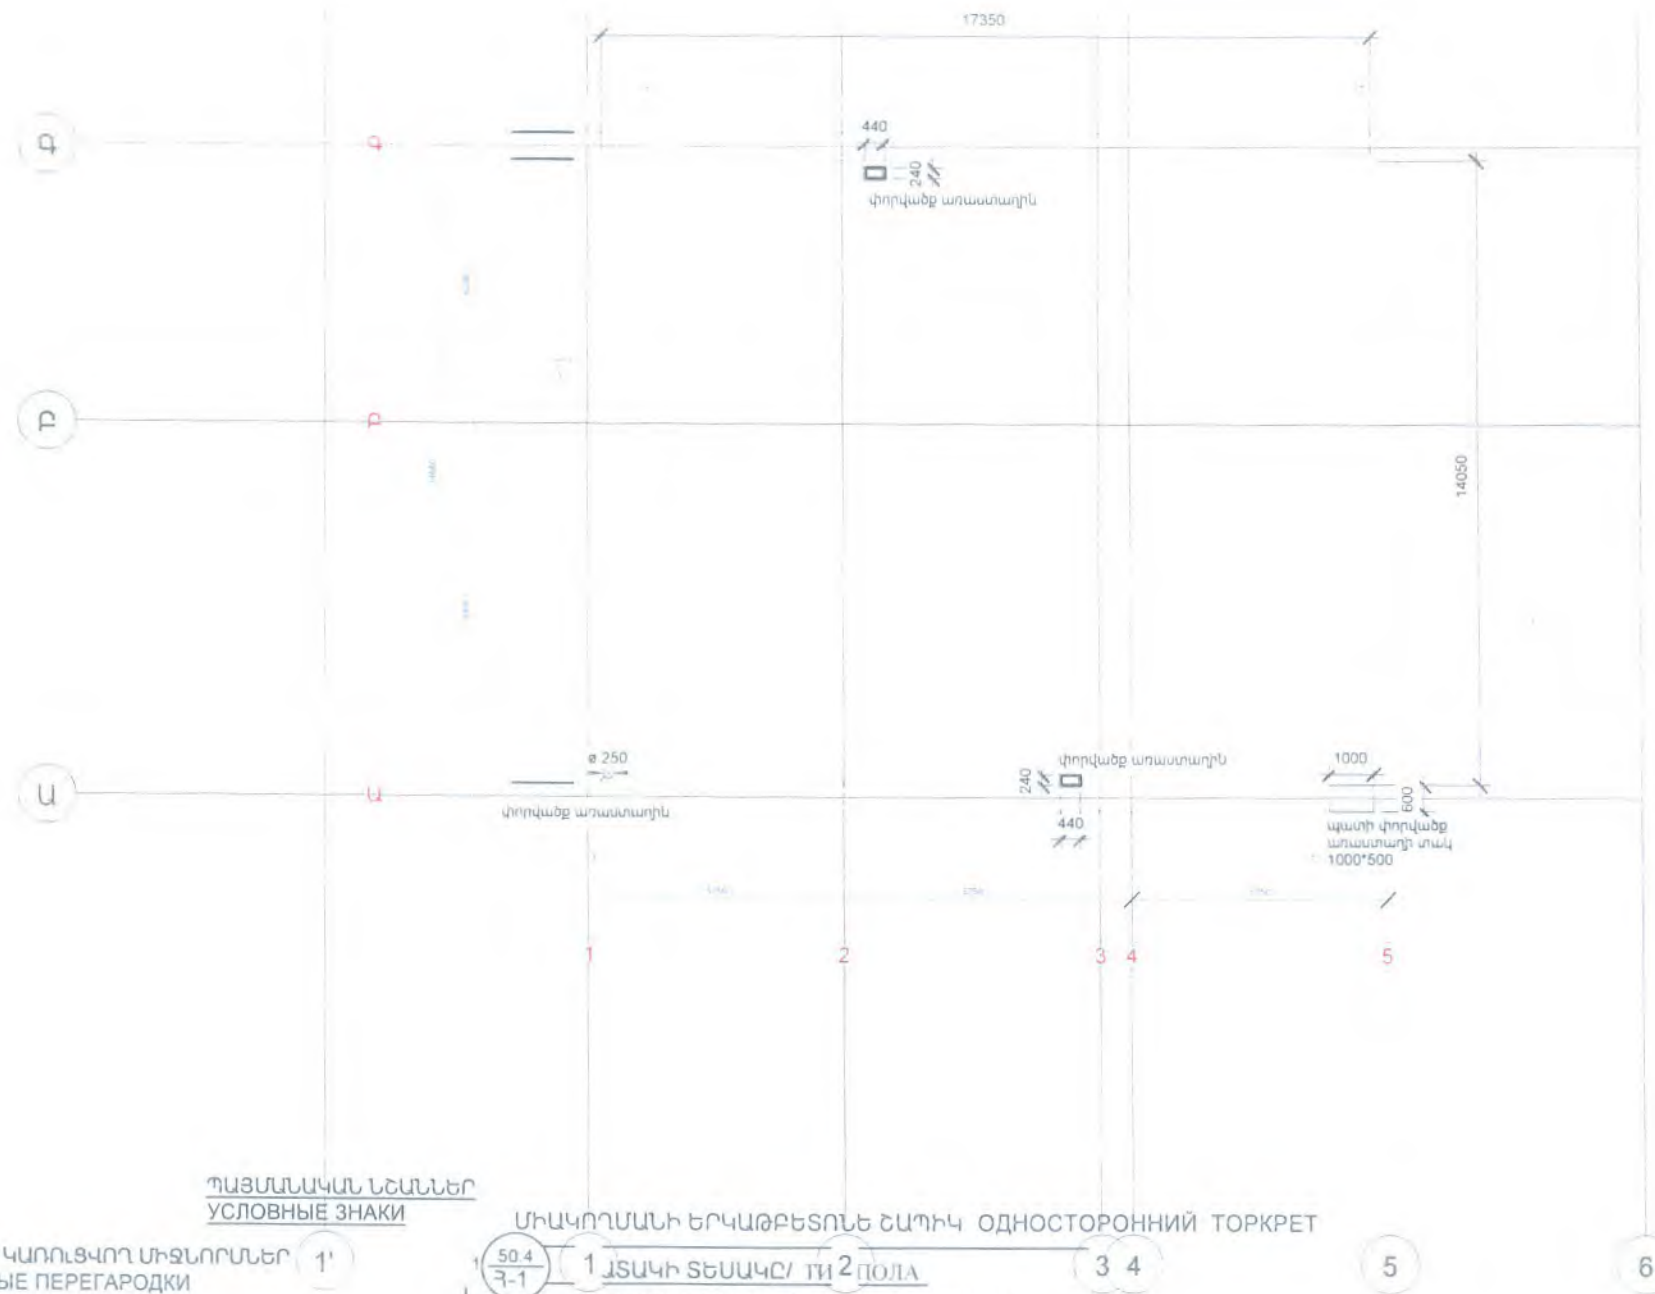 17350
Գ
Գ
440
240
փորվածք առաստաղին
Բ
Բ
14050
Ա
Ա
ø 250
փորվածք առաստաղին
240
փորվածք առաստաղին
440
1000
600
պատի փորվածք
առաստաղի տակ
1000*500
1
2
3
4
5
ՊԱՅՄԱՆԱԿԱՆ ՆՇԱՆՆԵՐ
УСЛОВНЫЕ ЗНАКИ
ՄԻԱԿՈՂՄԱՆԻ ԵՐԿԱԹԲԵՏՈՆԵ ՇԱՊԻԿ ОДНОСТОРОННИЙ ТОРКРЕТ
ԿԱՌՈՒՑՎՈՂ ՄԻՋՆՈՐՄՆԵՐ
ЫЕ ПЕРЕГАРОДКИ
1'
50.4
Հ-1
1
ԱՏԱԿԻ ՏԵՍԱԿԸ/ ТИ
2
ПОЛА
3
4
5
6